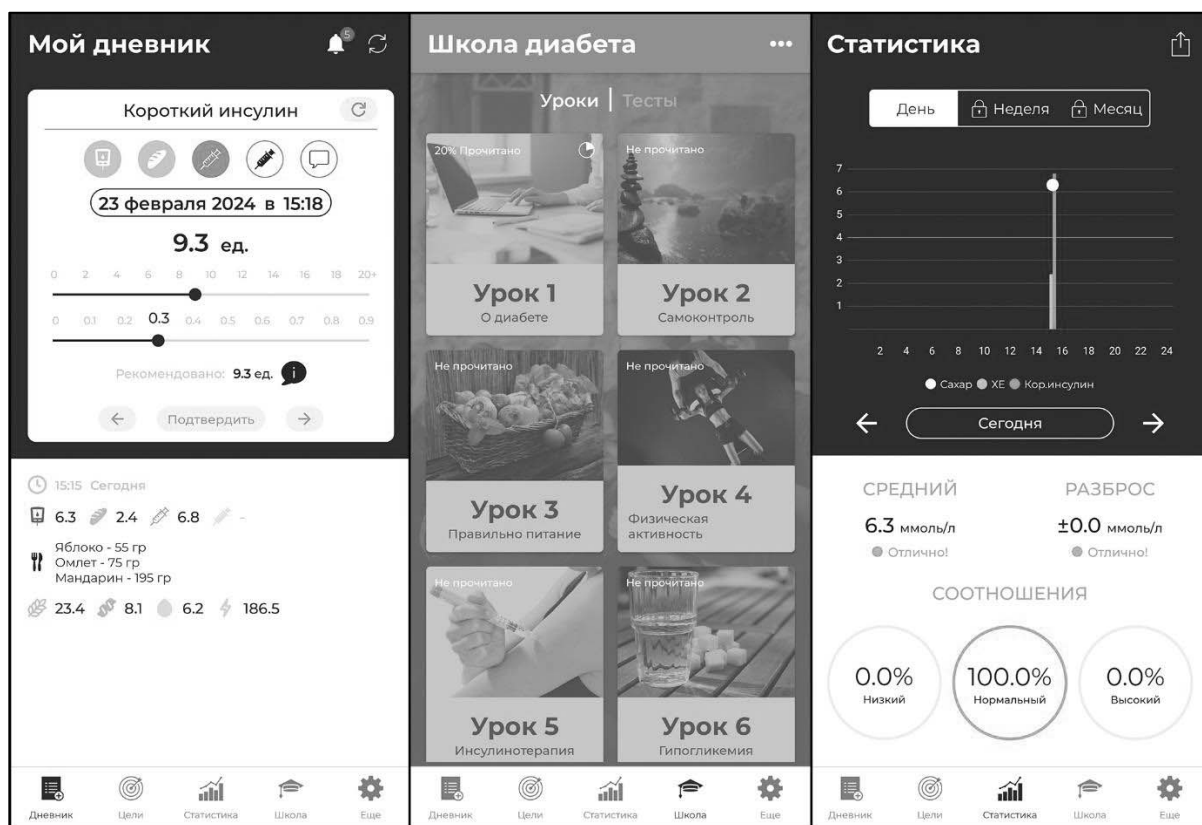 Мой дневник
5
Короткий инсулин
23 февраля 2024 в 15:18
9.3 ед.
0 2 4 6 8 10 12 14 16 18 20+
0 0.1 0.2 0.3 0.4 0.5 0.6 0.7 0.8 0.9
Рекомендовано: 9.3 ед. i
Подтвердить
15:15 Сегодня
6.3 2.4 6.8 -
Яблоко - 55 гр
Омлет - 75 гр
Мандарин - 195 гр
23.4 8.1 6.2 186.5
Дневник Цели Статистика Школа Еще
Школа диабета
Уроки | Тесты
20% Прочитано
Урок 1
О диабете
Не прочитано
Урок 2
Самоконтроль
Не прочитано
Урок 3
Правильно питание
Не прочитано
Урок 4
Физическая
активность
Не прочитано
Урок 5
Инсулинотерапия
Не прочитано
Урок 6
Гипогликемия
Дневник Цели Статистика Школа Еще
Статистика
День Неделя Месяц
7
6
5
4
3
2
1
2 4 6 8 10 12 14 16 18 20 22 24
Сахар ХЕ Кор.инсулин
Сегодня
СРЕДНИЙ РАЗБРОС
6.3 ммоль/л ±0.0 ммоль/л
Отлично! Отлично!
СООТНОШЕНИЯ
0.0% 100.0% 0.0%
Низкий Нормальный Высокий
Дневник Цели Статистика Школа Еще